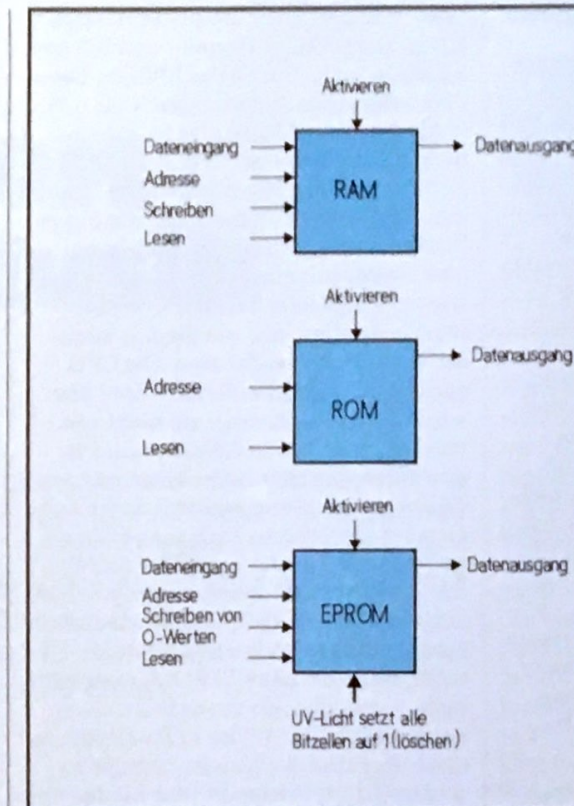 Aktivieren
Dateneingang
Adresse
Schreiben
Lesen
RAM
Datenausgang
Aktivieren
Adresse
Lesen
ROM
Datenausgang
Aktivieren
Dateneingang
Adresse
Schreiben von
0-Werten
Lesen
EPROM
Datenausgang
UV-Licht setzt alle
Bitzellen auf 1 (löschen)